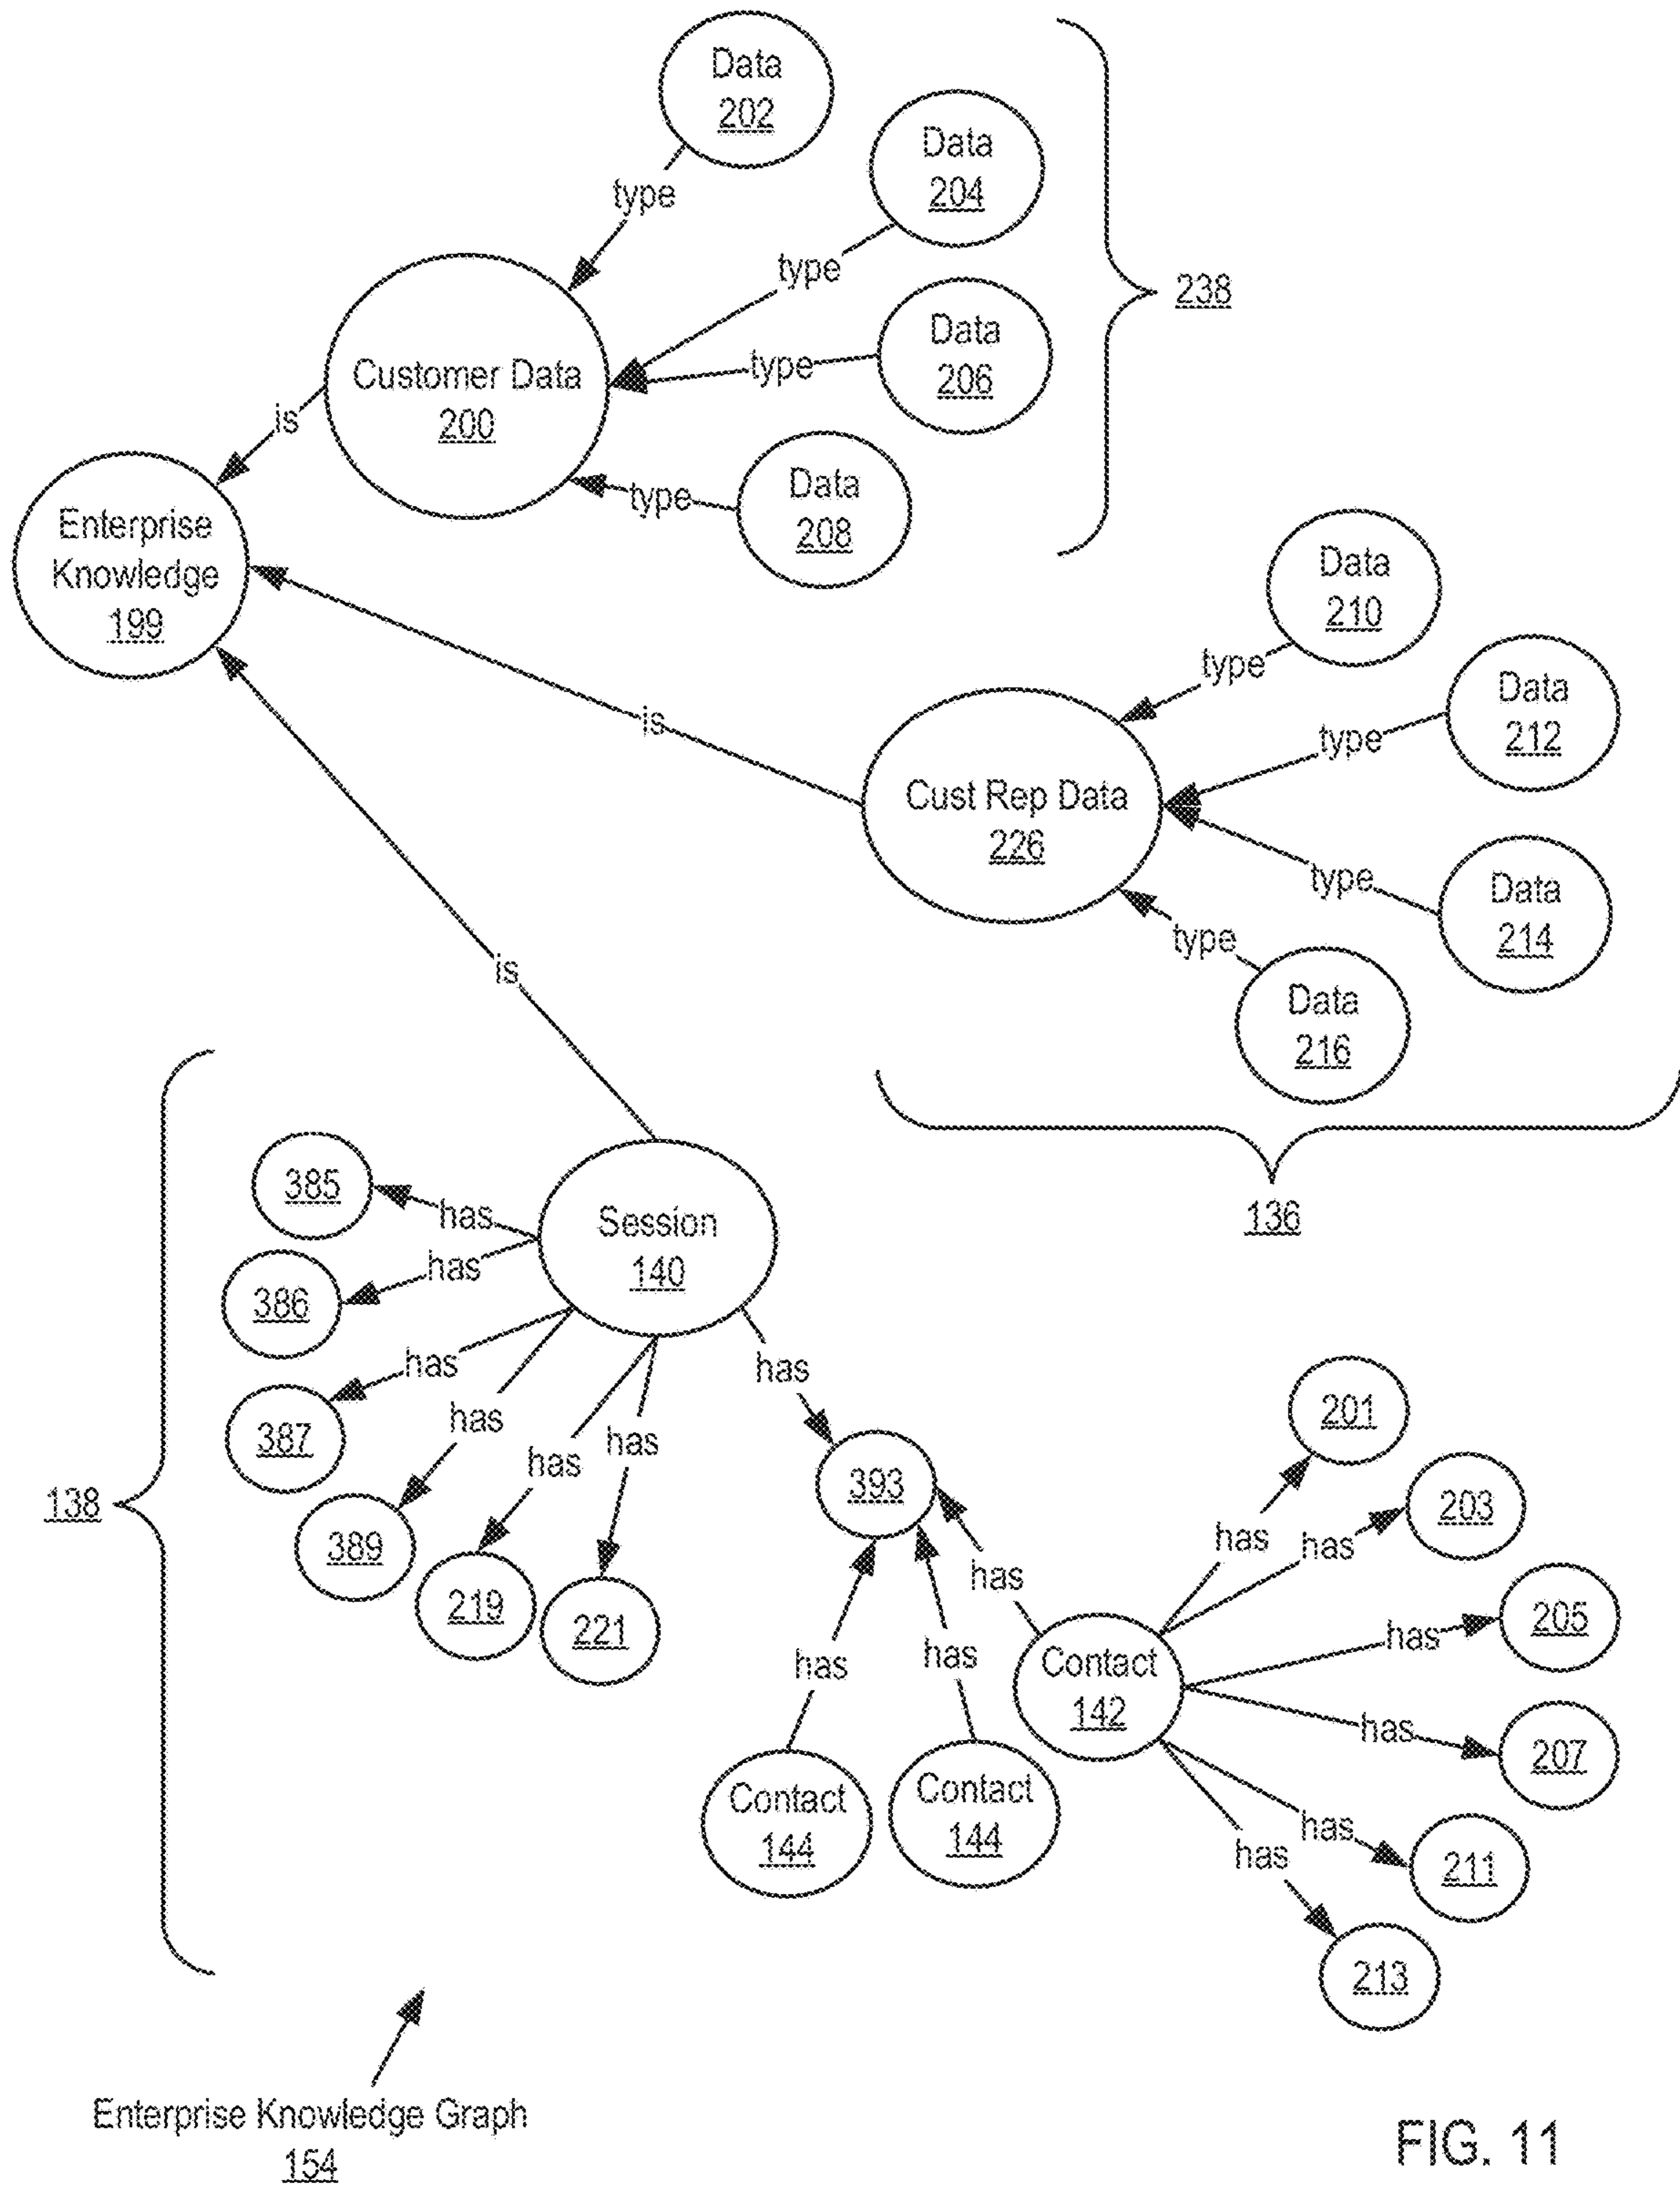 Data
202
Data
204
type
type
238
Data
206
type
Customer Data
200
is
Data
208
type
Enterprise
Knowledge
199
Data
210
type
Data
212
type
is
Cust Rep Data
226
type
Data
214
type
is
Data
216
136
385
has
Session
140
has
386
has
387
has
has
has
has
389
219
221
138
393
201
203
has
has
has
has
has
205
has
Contact
142
has
207
Contact
144
Contact
144
has
has
211
213
Enterprise Knowledge Graph
154
FIG. 11